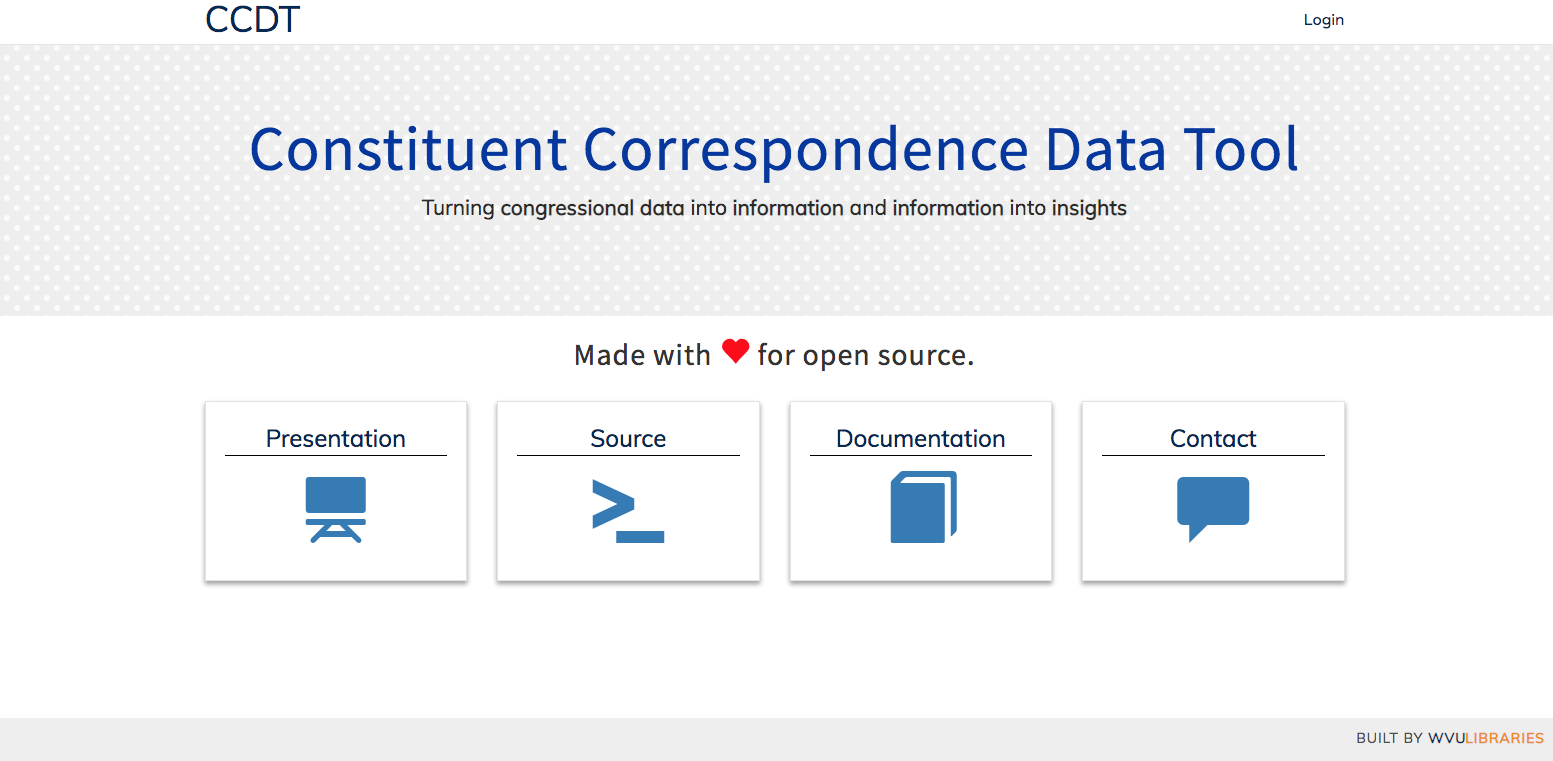 CCDT
Login
Constituent Correspondence Data Tool
Turning congressional data into information and information into insights
Made with ❤ for open source.
Presentation
Source
Documentation
Contact
BUILT BY WVULIBRARIES